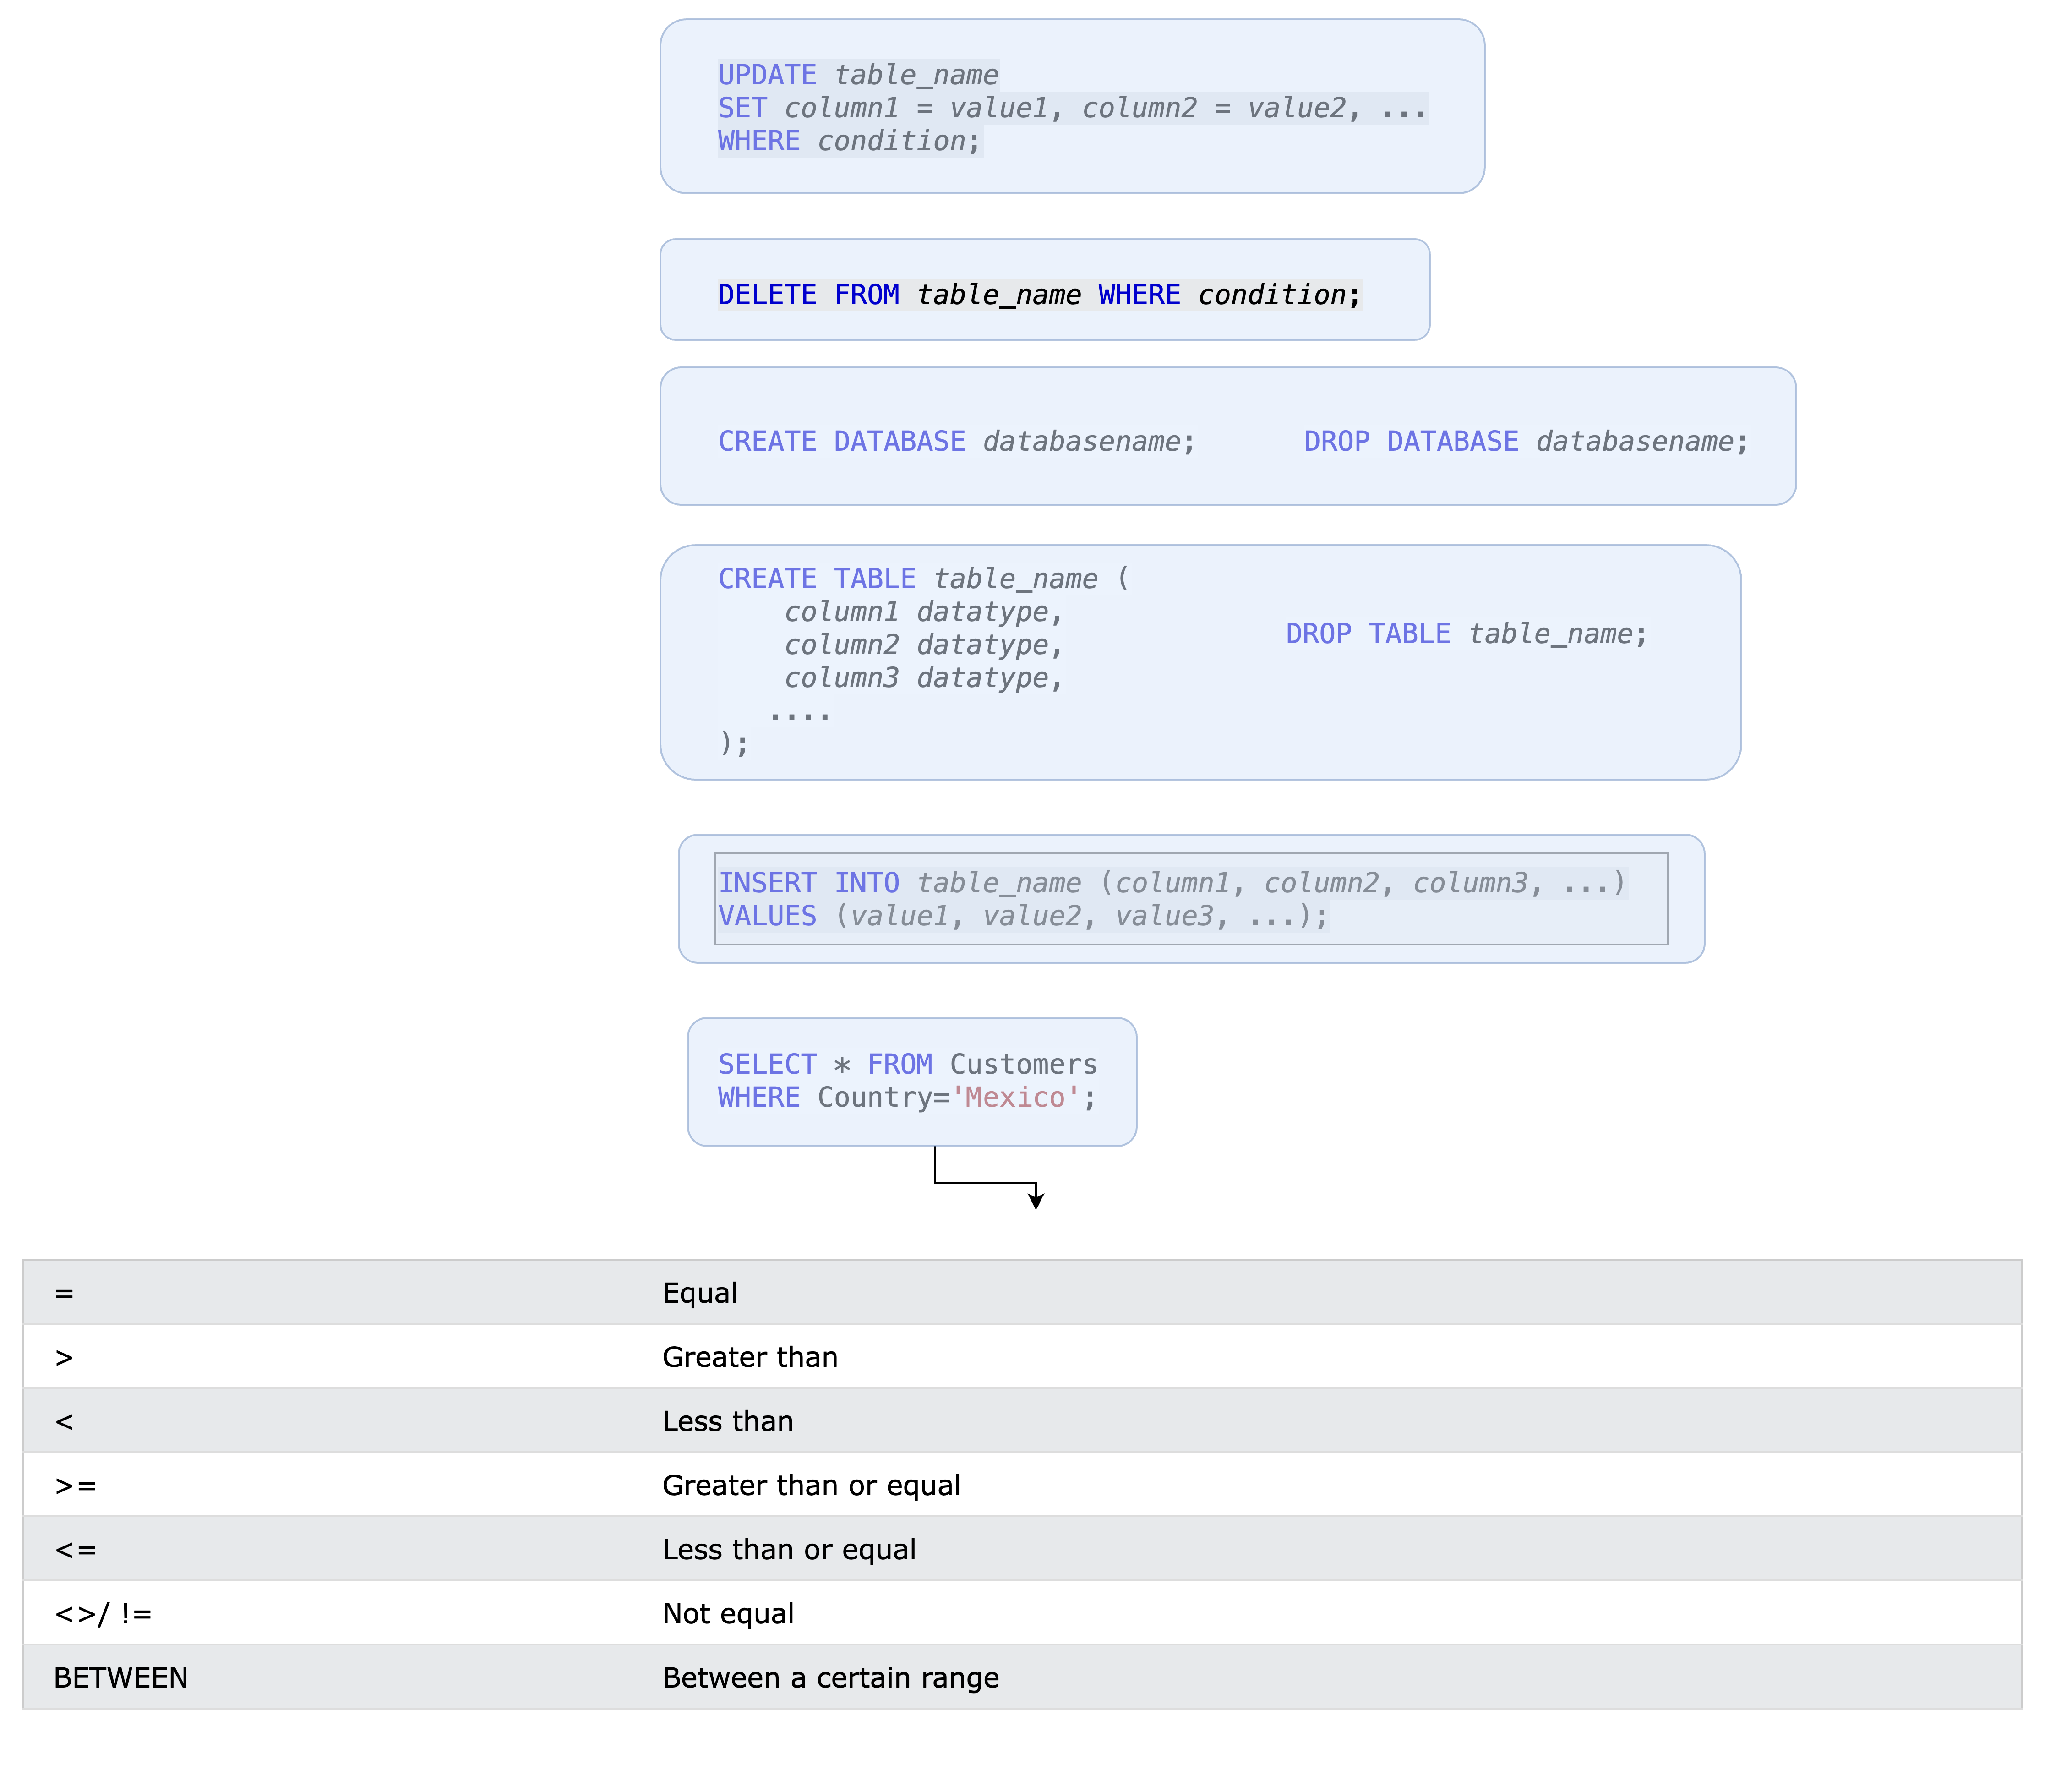 UPDATE table_name
SET column1 = value1, column2 = value2, ...
WHERE condition;
DELETE FROM table_name WHERE condition;
CREATE DATABASE databasename;
DROP DATABASE databasename;
CREATE TABLE table_name (
    column1 datatype,
    column2 datatype,
    column3 datatype,
   ....
);
DROP TABLE table_name;
INSERT INTO table_name (column1, column2, column3, ...)
VALUES (value1, value2, value3, ...);
SELECT * FROM Customers
WHERE Country='Mexico';
= Equal
> Greater than
< Less than
>= Greater than or equal
<= Less than or equal
<>/ != Not equal
BETWEEN Between a certain range